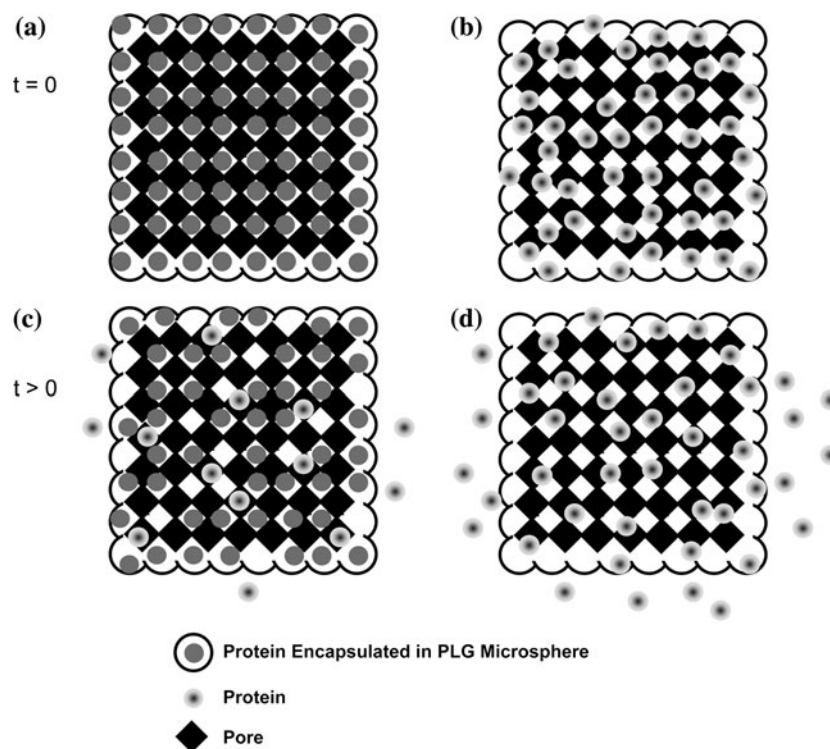 (a)
(b)
t = 0
(c)
(d)
t > 0
Protein Encapsulated in PLG Microsphere
Protein
Pore